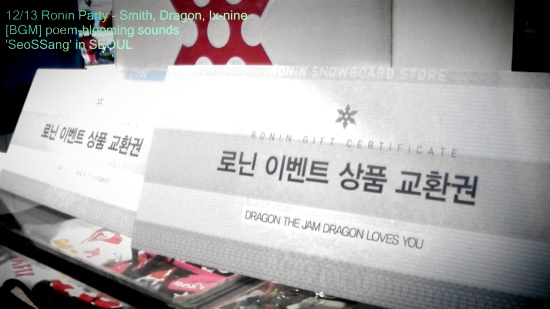 12/13 Ronin Party - Smith, Dragon, Ix-nine
[BGM] poem-blooming sounds
'SeoSSang' in SEOUL
RONIN SNOWBOARD STORE
RONIN GIFT CERTIFICATE
로닌 이벤트 상품 교환권
DRAGON THE JAM DRAGON LOVES YOU
로닌 이벤트 상품 교환권